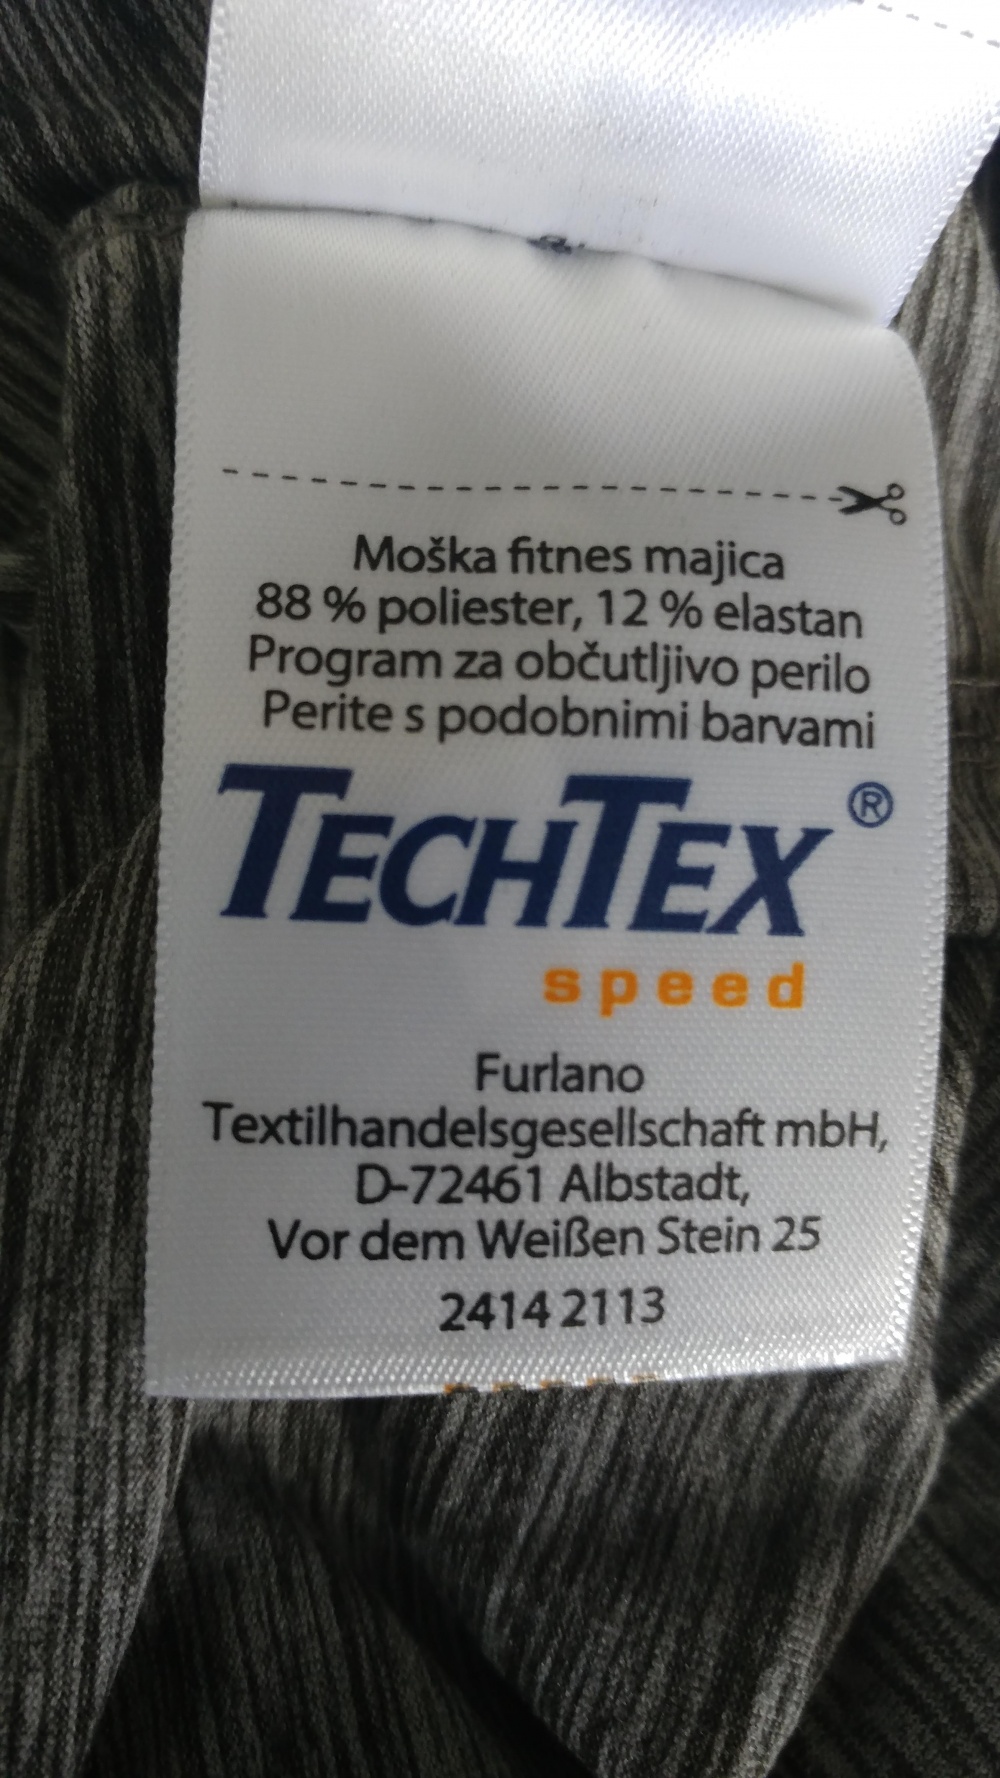 Moška fitnes majica
88 % poliester, 12 % elastan
Program za občutljivo perilo
Perite s podobnimi barvami
TECHTEX ®
speed
Furlano
Textilhandelsgesellschaft mbH,
D-72461 Albstadt,
Vor dem Weißen Stein 25
2414 2113